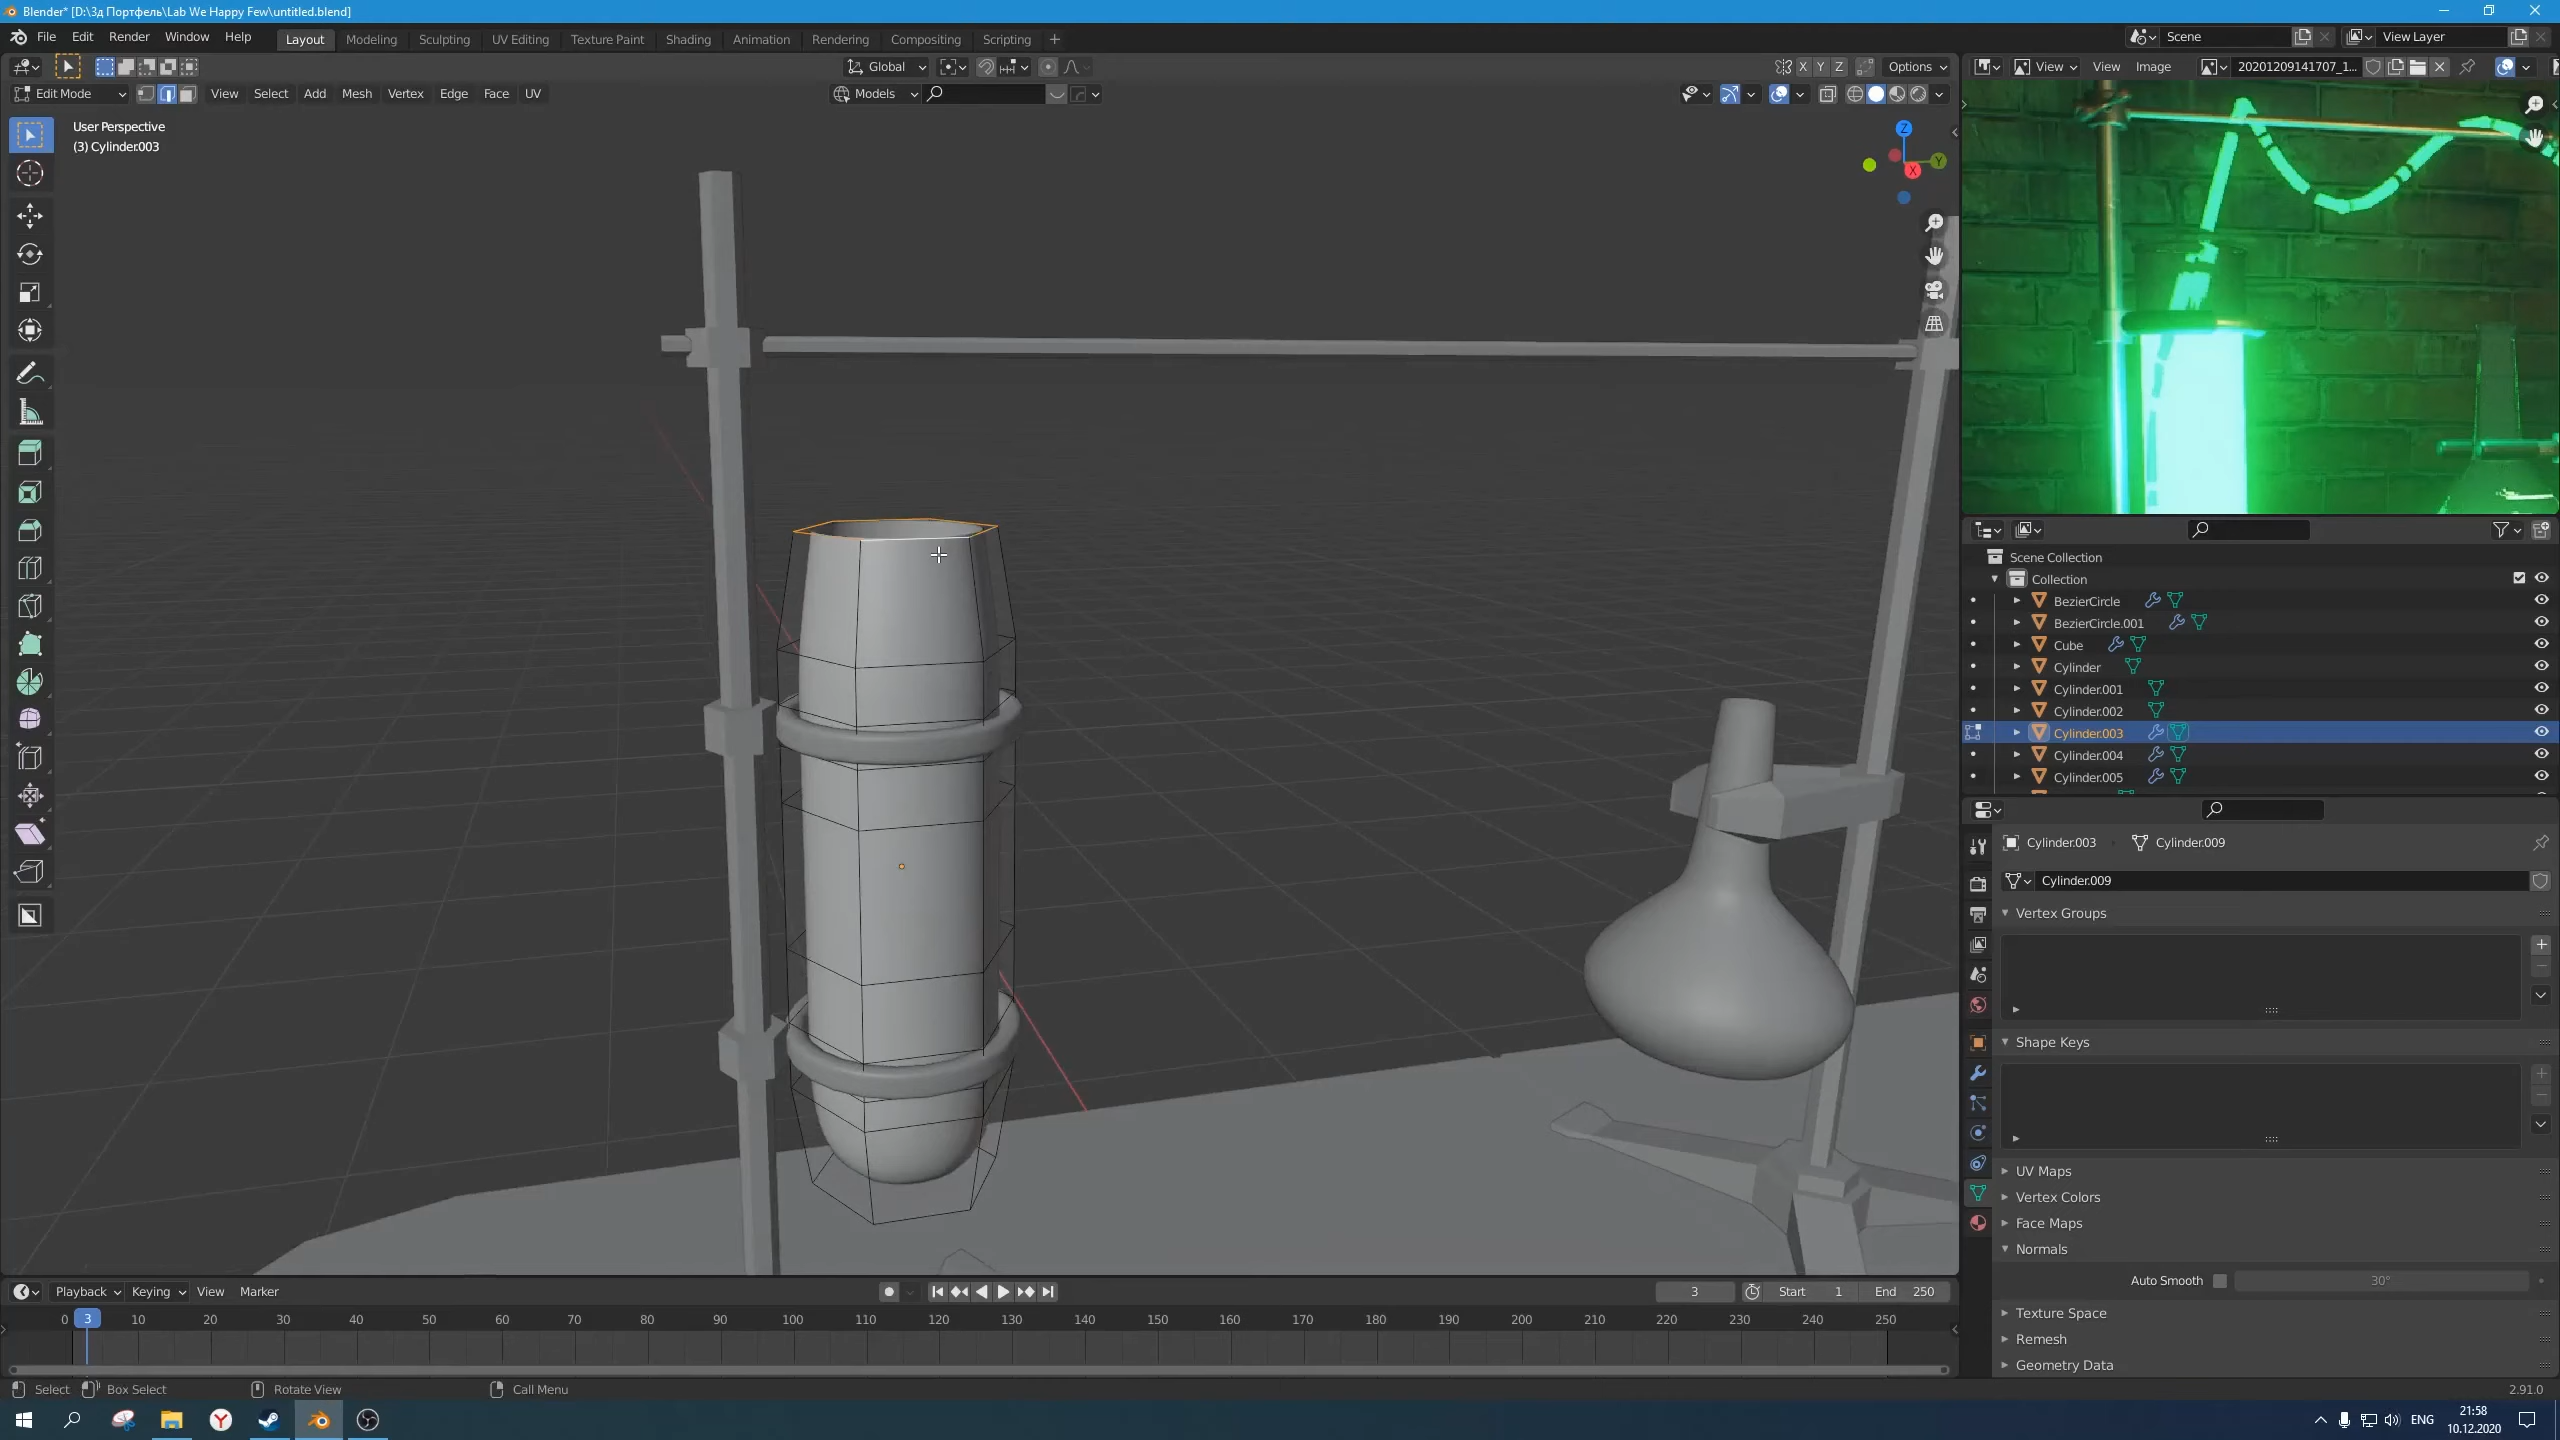 Blender* [D:\3д Портфель\Lab We Happy Few\untitled.blend]
File Edit Render Window Help Layout Modeling Sculpting UV Editing Texture Paint Shading Animation Rendering Compositing Scripting +
Scene View Layer
Global X Y Z Options
View View Image 20201209141707_1...
Edit Mode View Select Add Mesh Vertex Edge Face UV Models
User Perspective
(3) Cylinder.003
Z
Y
X
Scene Collection
Collection
BezierCircle
BezierCircle.001
Cube
Cylinder
Cylinder.001
Cylinder.002
Cylinder.003
Cylinder.004
Cylinder.005
Cylinder.003 Cylinder.009
Cylinder.009
Vertex Groups
Shape Keys
UV Maps
Vertex Colors
Face Maps
Normals
Auto Smooth 30°
Texture Space
Remesh
Geometry Data
Playback Keying View Marker 3 Start 1 End 250
0 3 10 20 30 40 50 60 70 80 90 100 110 120 130 140 150 160 170 180 190 200 210 220 230 240 250
Select Box Select Rotate View Call Menu 2.91.0
ENG 21:58
10.12.2020